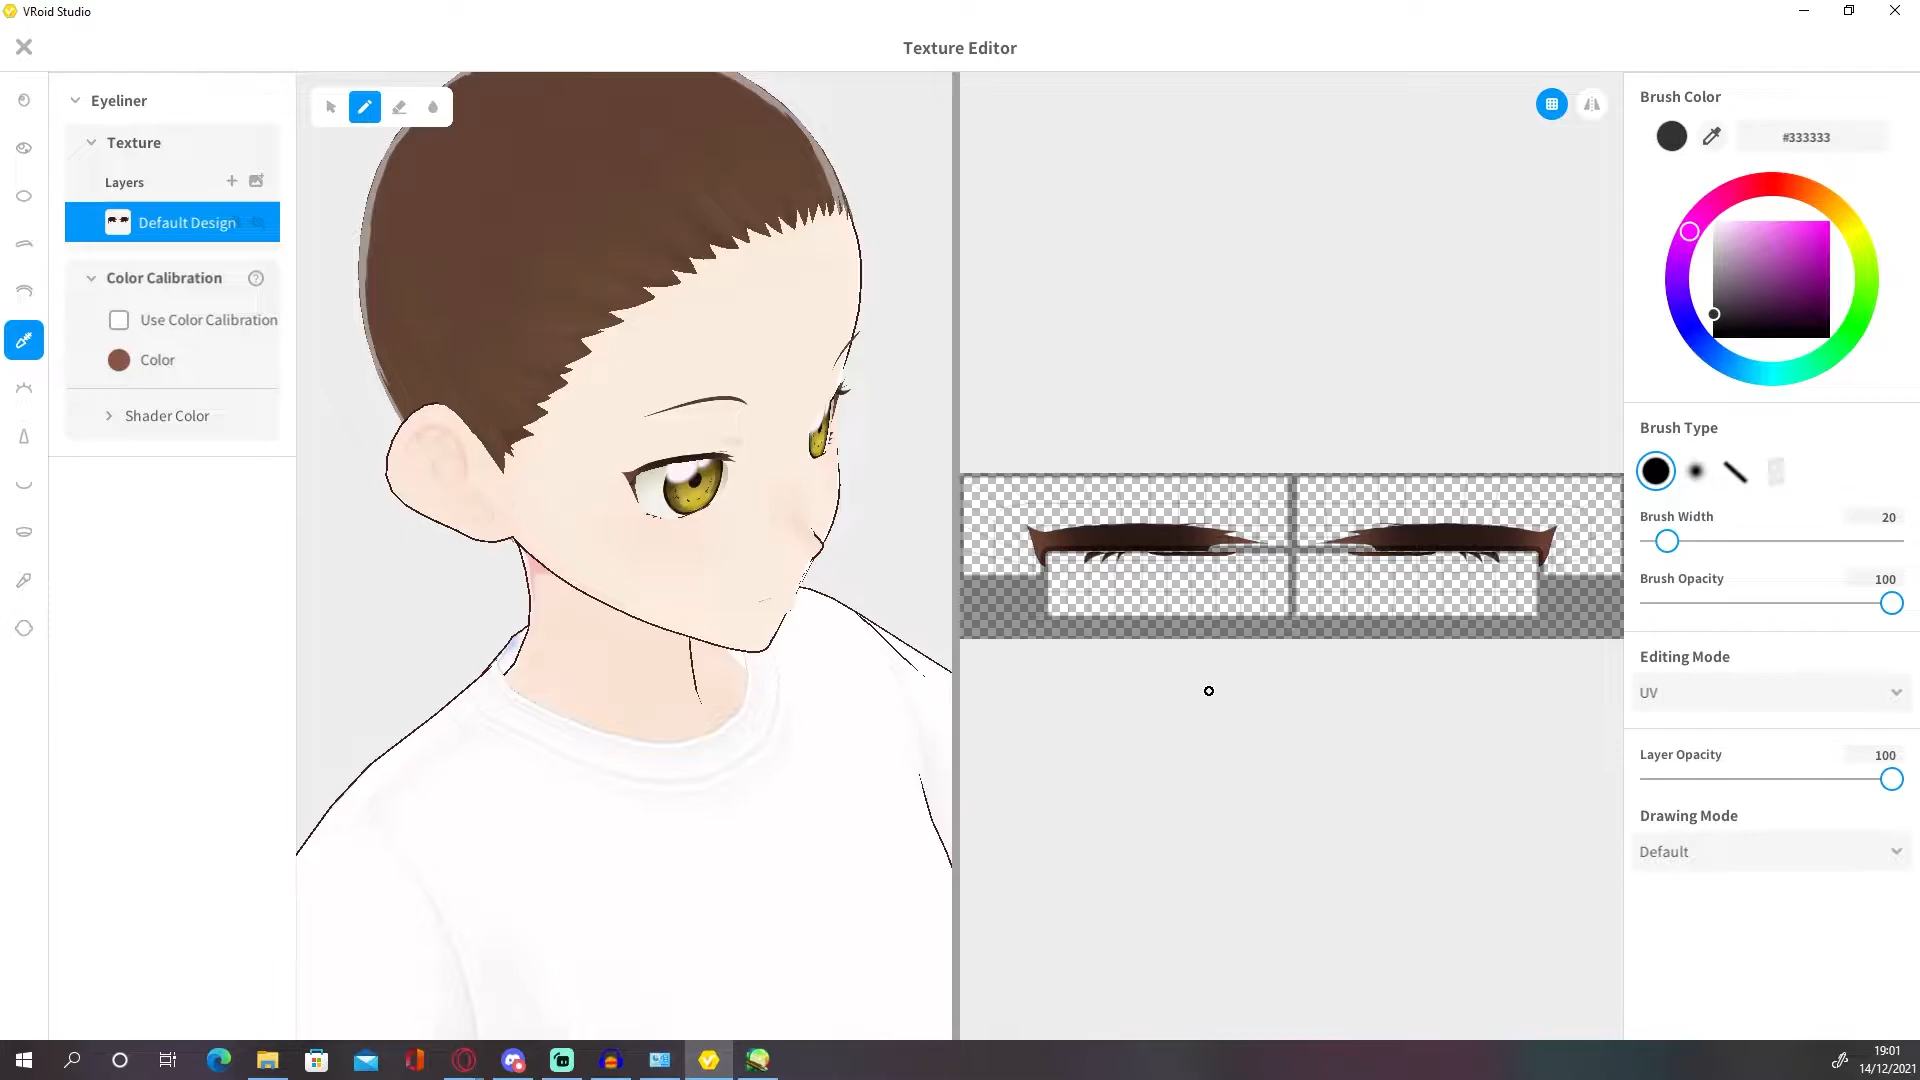 VRoid Studio
Texture Editor
Eyeliner
Texture
Layers
Default Design
Color Calibration
Use Color Calibration
Color
Shader Color
Brush Color
#333333
Brush Type
Brush Width 20
Brush Opacity 100
Editing Mode
UV
Layer Opacity 100
Drawing Mode
Default
19:01
14/12/2021